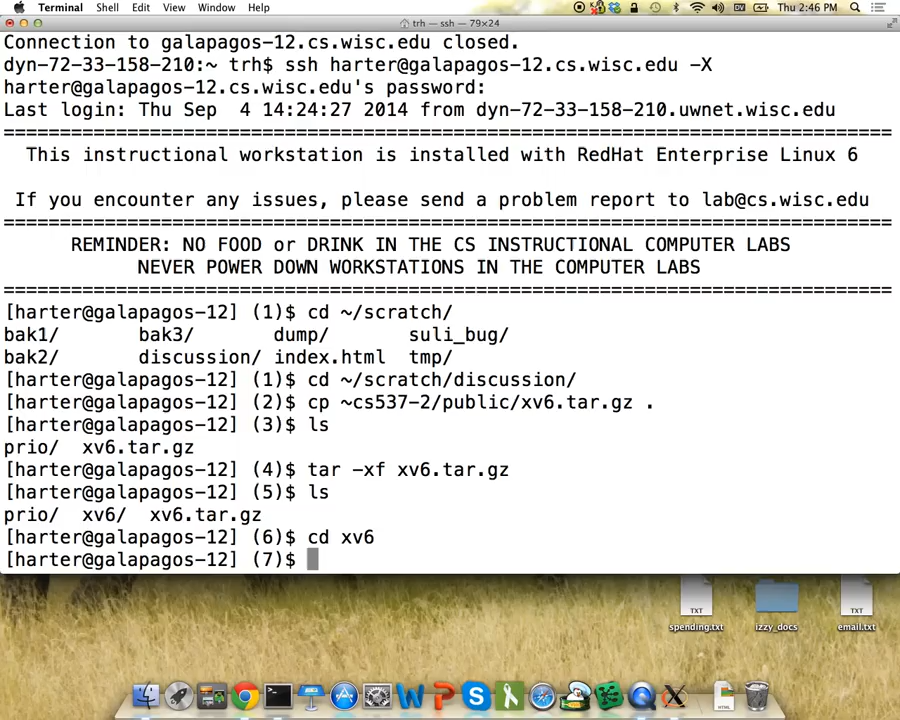 Terminal Shell Edit View Window Help Thu 2:46 PM
trh — ssh — 79×24
Connection to galapagos-12.cs.wisc.edu closed.
dyn-72-33-158-210:~ trh$ ssh harter@galapagos-12.cs.wisc.edu -X
harter@galapagos-12.cs.wisc.edu's password:
Last login: Thu Sep  4 14:24:27 2014 from dyn-72-33-158-210.uwnet.wisc.edu
===============================================================================
This instructional workstation is installed with RedHat Enterprise Linux 6
If you encounter any issues, please send a problem report to lab@cs.wisc.edu
===============================================================================
REMINDER: NO FOOD or DRINK IN THE CS INSTRUCTIONAL COMPUTER LABS
NEVER POWER DOWN WORKSTATIONS IN THE COMPUTER LABS
===============================================================================
[harter@galapagos-12] (1)$ cd ~/scratch/
bak1/       bak3/       dump/       suli_bug/
bak2/       discussion/ index.html  tmp/
[harter@galapagos-12] (1)$ cd ~/scratch/discussion/
[harter@galapagos-12] (2)$ cp ~cs537-2/public/xv6.tar.gz .
[harter@galapagos-12] (3)$ ls
prio/  xv6.tar.gz
[harter@galapagos-12] (4)$ tar -xf xv6.tar.gz
[harter@galapagos-12] (5)$ ls
prio/  xv6/  xv6.tar.gz
[harter@galapagos-12] (6)$ cd xv6
[harter@galapagos-12] (7)$
TXT TXT
spending.txt izzy_docs email.txt